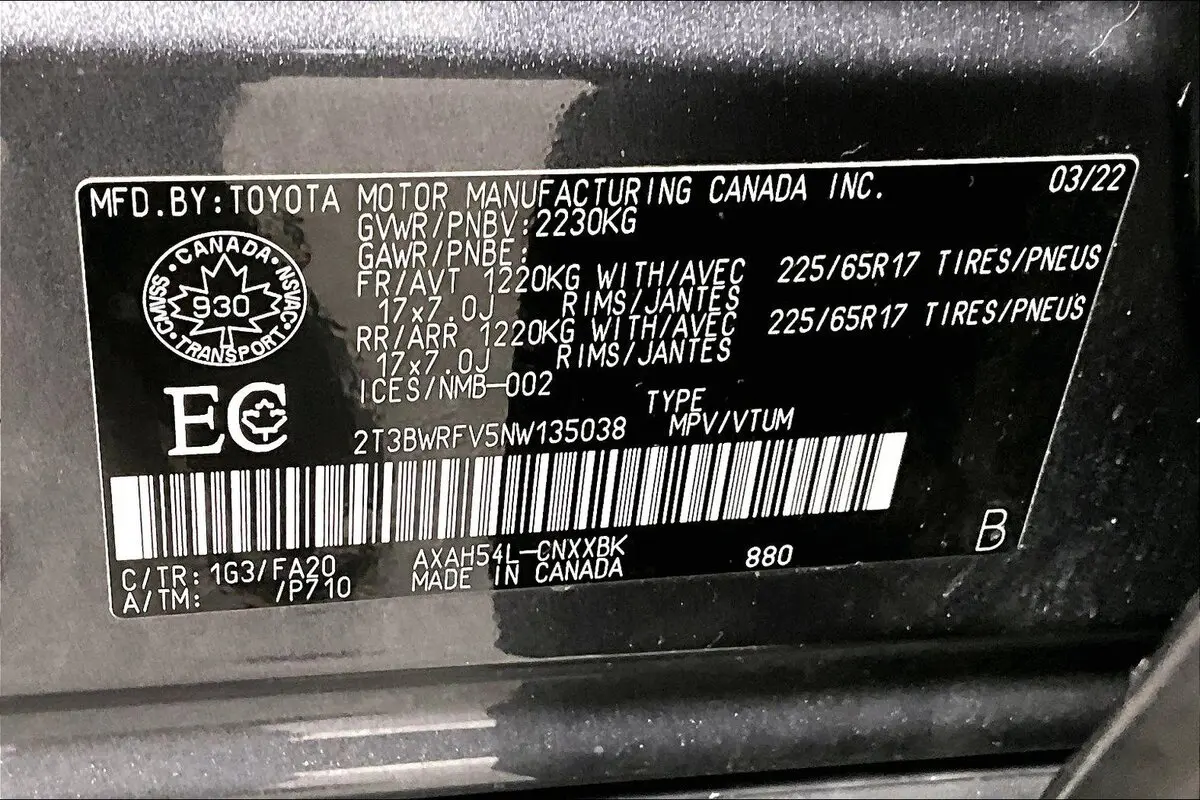 MFD.BY:TOYOTA MOTOR MANUFACTURING CANADA INC. 03/22
GVWR/PNBV:2230KG
GAWR/PNBE:
FR/AVT 1220KG WITH/AVEC 225/65R17 TIRES/PNEUS
17x7.0J RIMS/JANTES
RR/ARR 1220KG WITH/AVEC 225/65R17 TIRES/PNEUS
17x7.0J RIMS/JANTES
ICES/NMB-002
CANADA · NSVAC · TRANSPORT · CMVSS
930
EC
TYPE
2T3BWRFV5NW135038 MPV/VTUM
C/TR: 1G3/FA20 AXAH54L-CNXXBK 880 B
A/TM: /P710 MADE IN CANADA